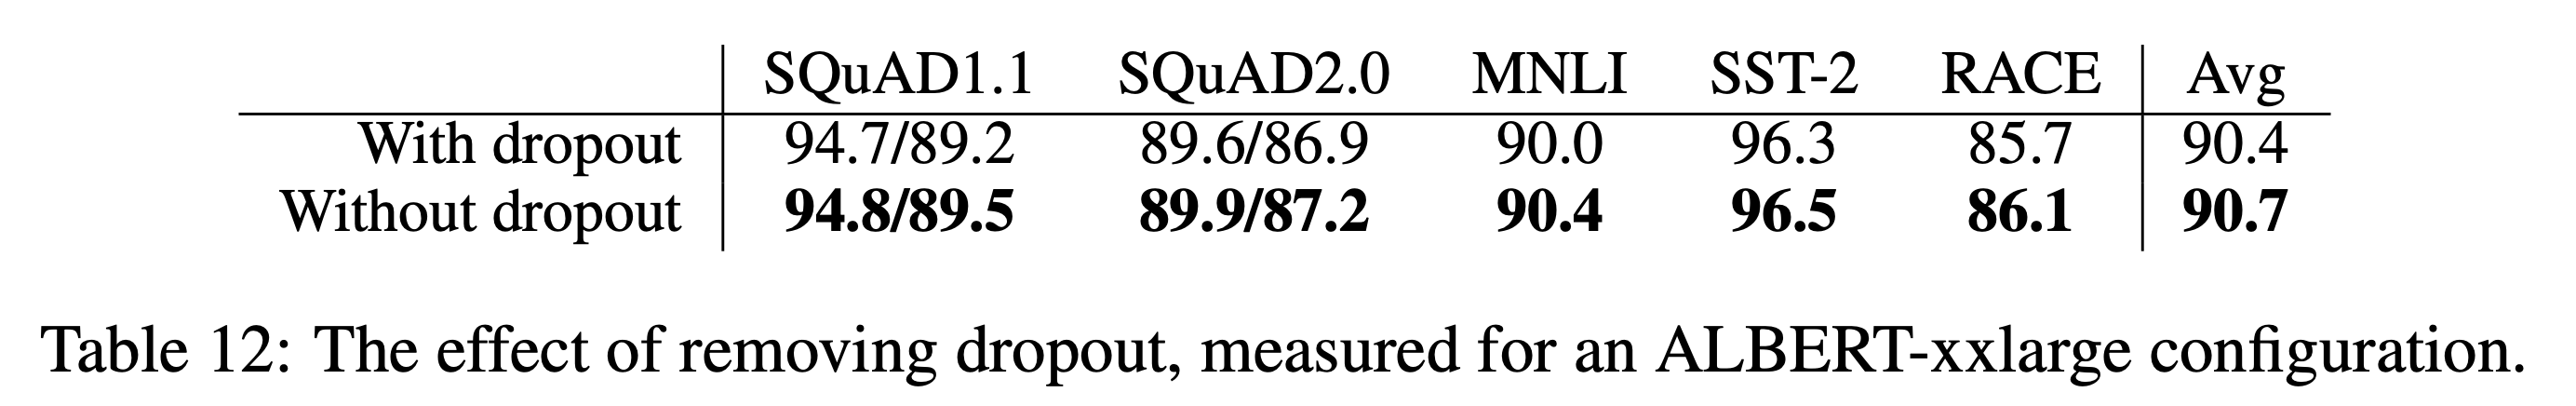 SQuAD1.1 SQuAD2.0 MNLI SST-2 RACE Avg
With dropout 94.7/89.2 89.6/86.9 90.0 96.3 85.7 90.4
Without dropout 94.8/89.5 89.9/87.2 90.4 96.5 86.1 90.7
Table 12: The effect of removing dropout, measured for an ALBERT-xxlarge configuration.